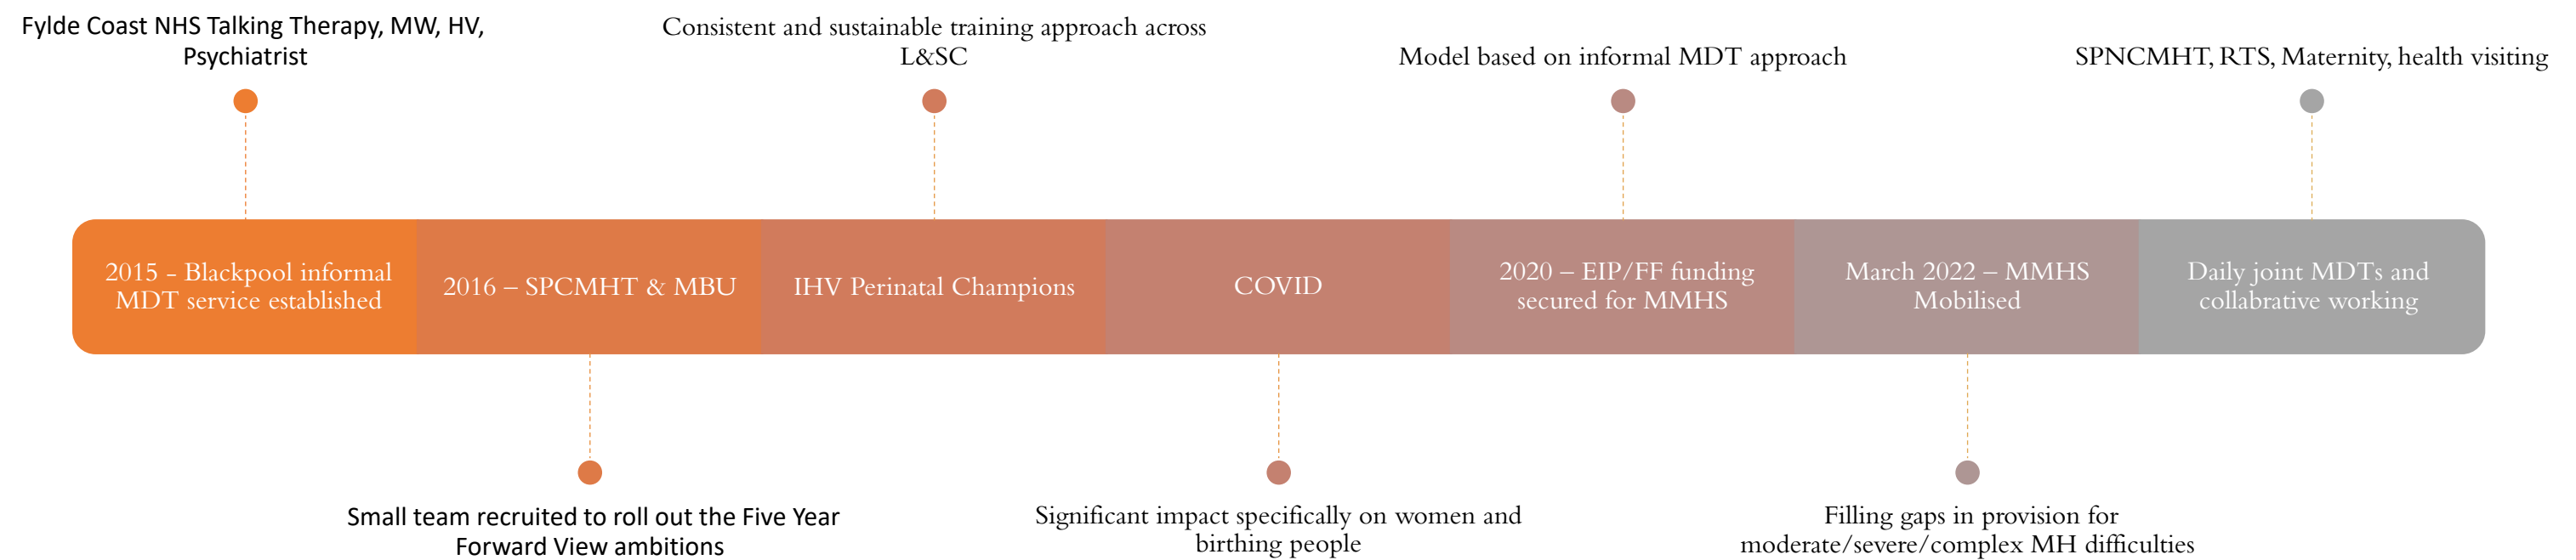 Fylde Coast NHS Talking Therapy, MW, HV,
Psychiatrist
Consistent and sustainable training approach across
L&SC
Model based on informal MDT approach
SPNCMHT, RTS, Maternity, health visiting
2015 - Blackpool informal
MDT service established
2016 – SPCMHT & MBU
IHV Perinatal Champions
COVID
2020 – EIP/FF funding
secured for MMHS
March 2022 – MMHS
Mobilised
Daily joint MDTs and
collabrative working
Small team recruited to roll out the Five Year
Forward View ambitions
Significant impact specifically on women and
birthing people
Filling gaps in provision for
moderate/severe/complex MH difficulties